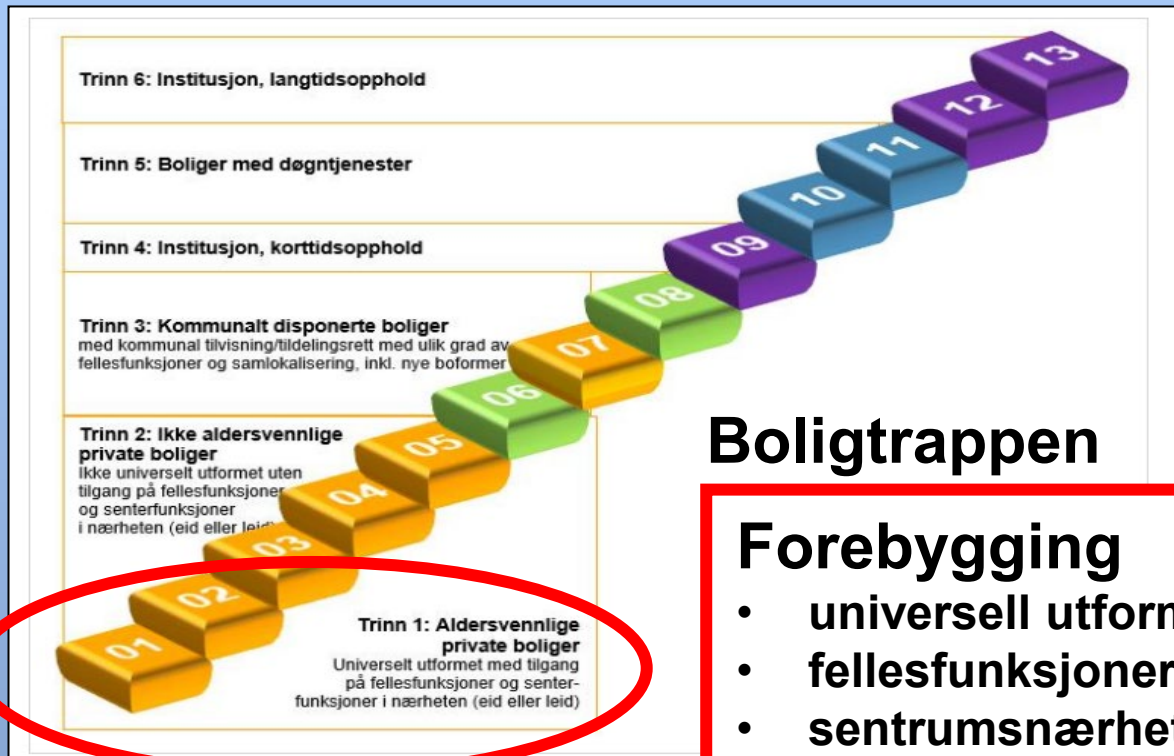 Trinn 6: Institusjon, langtidsopphold
Trinn 5: Boliger med døgntjenester
Trinn 4: Institusjon, korttidsopphold
Trinn 3: Kommunalt disponerte boliger
med kommunal tilvisning/tildelingsrett med ulik grad av
fellesfunksjoner og samlokalisering, inkl. nye boformer
Trinn 2: Ikke aldersvennlige
private boliger
Ikke universelt utformet uten
tilgang på fellesfunksjoner
og senterfunksjoner
i nærheten (eid eller leid)
Trinn 1: Aldersvennlige
private boliger
Universelt utformet med tilgang
på fellesfunksjoner og senter-
funksjoner i nærheten (eid eller leid)
13
12
11
10
09
08
07
06
05
04
03
02
01
Boligtrappen
Forebygging
• universell utform
• fellesfunksjoner
• sentrumsnærhet